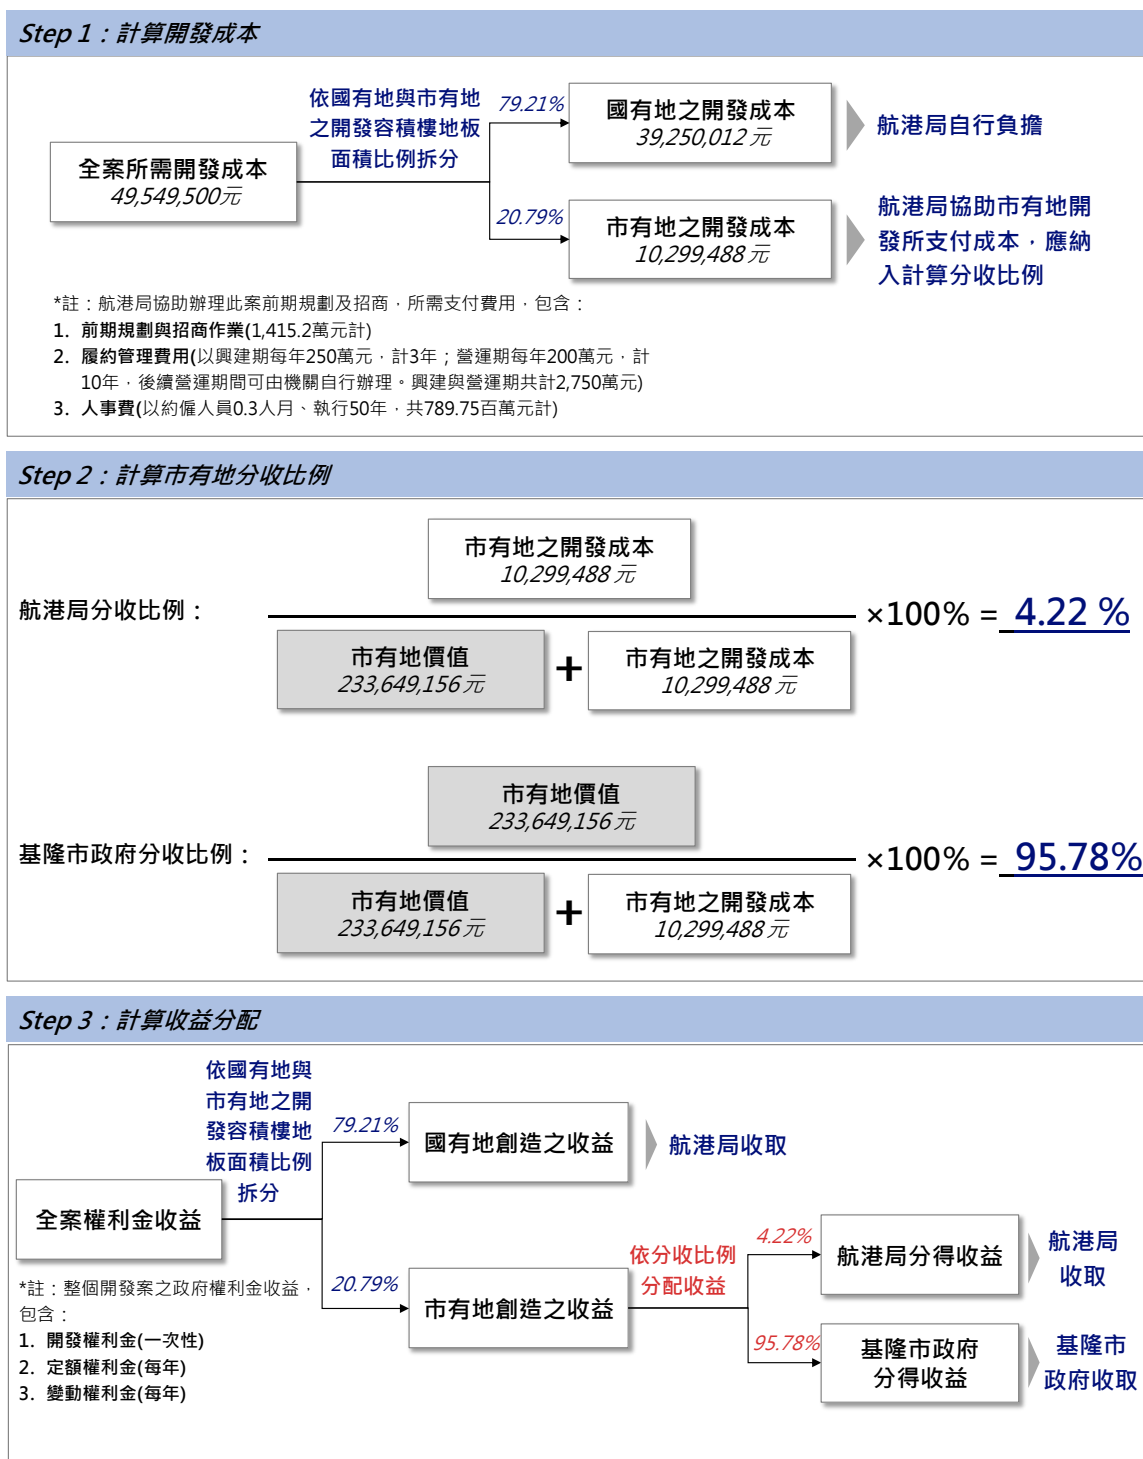 Step 1：計算開發成本
全案所需開發成本
49,549,500元
依國有地與市有地
之開發容積樓地板
面積比例拆分
79.21%
國有地之開發成本
39,250,012 元
航港局自行負擔
20.79%
市有地之開發成本
10,299,488 元
航港局協助市有地開
發所支付成本，應納
入計算分收比例
*註：航港局協助辦理此案前期規劃及招商，所需支付費用，包含：
1. 前期規劃與招商作業(1,415.2萬元計)
2. 履約管理費用(以興建期每年250萬元，計3年；營運期每年200萬元，計
10年，後續營運期間可由機關自行辦理。興建與營運期共計2,750萬元)
3. 人事費(以約僱人員0.3人月、執行50年，共789.75百萬元計)
Step 2：計算市有地分收比例
航港局分收比例：
市有地之開發成本
10,299,488 元
市有地價值
233,649,156 元
+
市有地之開發成本
10,299,488 元
×100% = 4.22 %
基隆市政府分收比例：
市有地價值
233,649,156 元
市有地價值
233,649,156 元
+
市有地之開發成本
10,299,488 元
×100% = 95.78%
Step 3：計算收益分配
全案權利金收益
依國有地與
市有地之開
發容積樓地
板面積比例
拆分
79.21%
國有地創造之收益
航港局收取
20.79%
市有地創造之收益
依分收比例
分配收益
4.22%
航港局分得收益
航港局
收取
95.78%
基隆市政府
分得收益
基隆市
政府收取
*註：整個開發案之政府權利金收益，
包含：
1. 開發權利金(一次性)
2. 定額權利金(每年)
3. 變動權利金(每年)